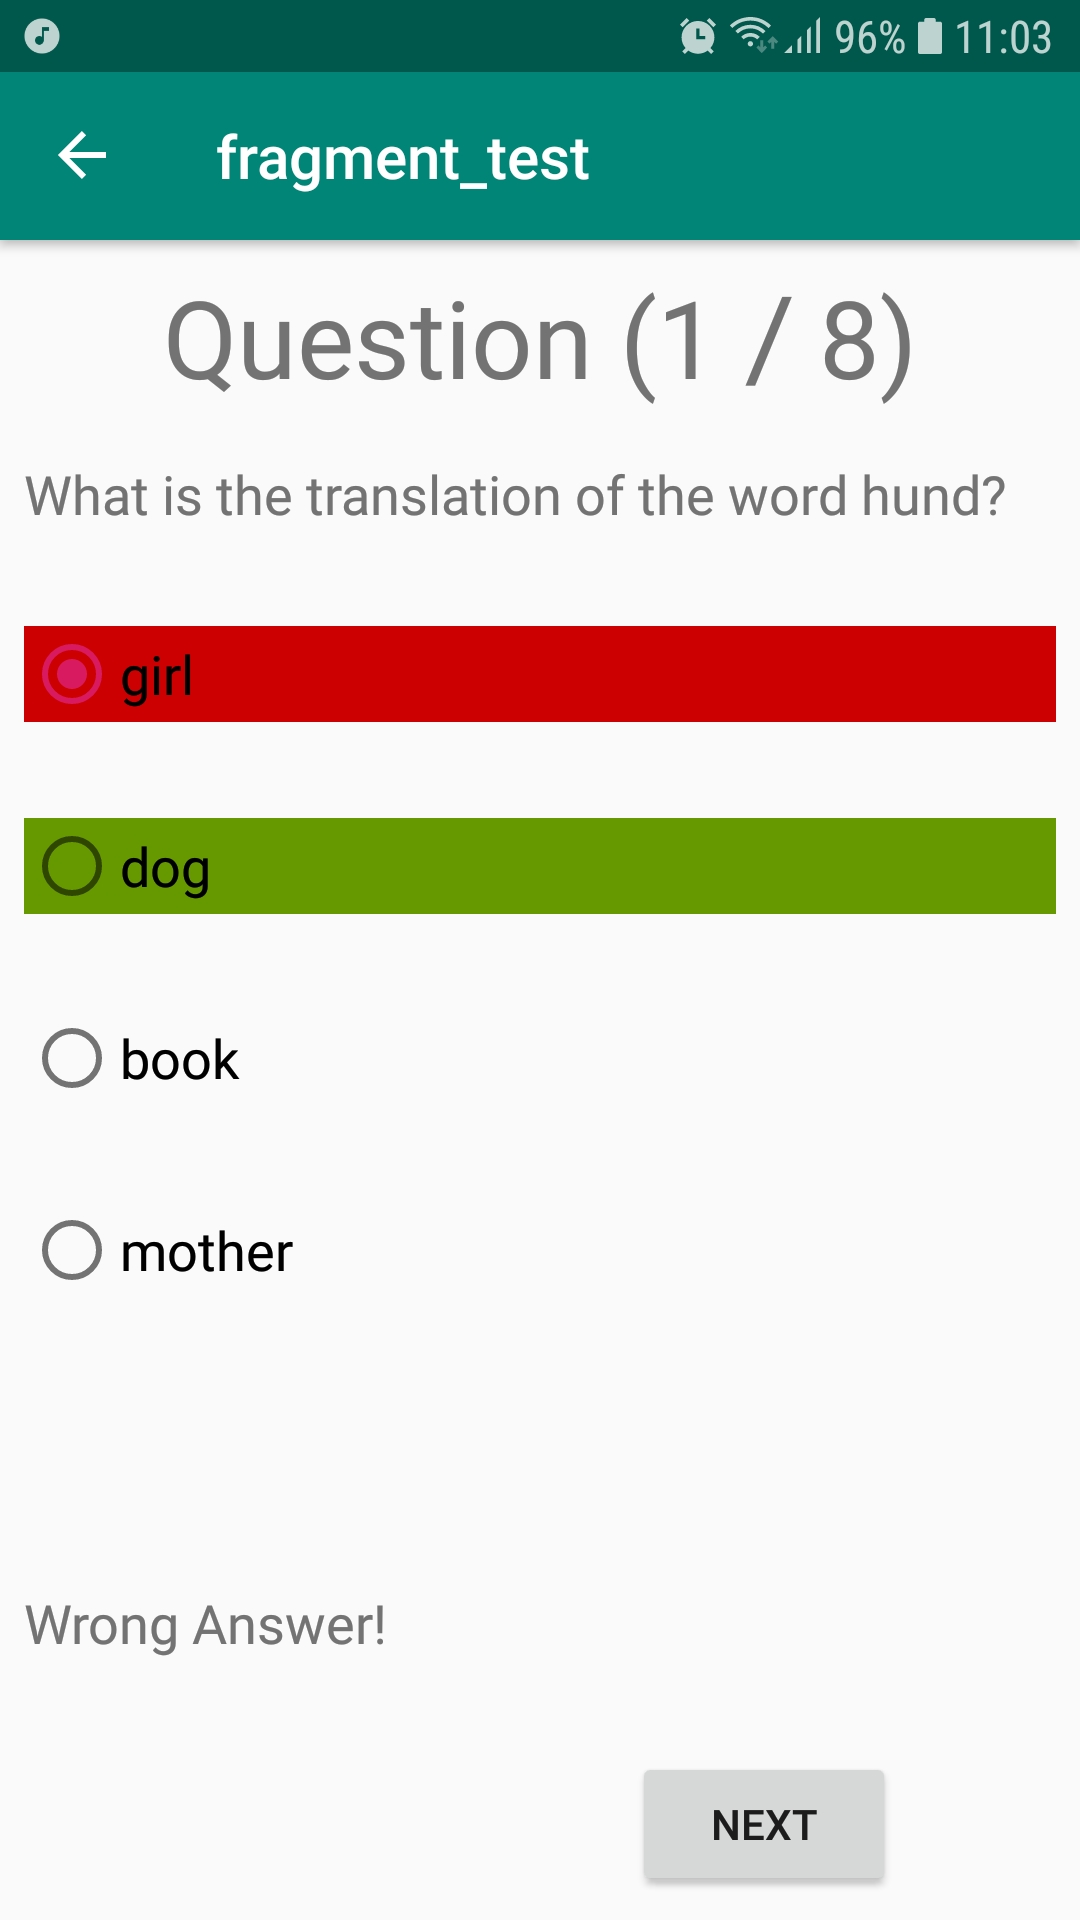 96% 11:03
fragment_test
Question (1 / 8)
What is the translation of the word hund?
girl
dog
book
mother
Wrong Answer!
NEXT